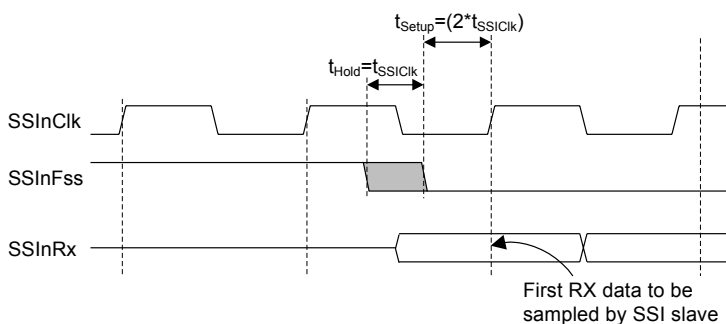 tSetup=(2*tSSIClk)
tHold=tSSIClk
SSInClk
SSInFss
SSInRx
First RX data to be
sampled by SSI slave